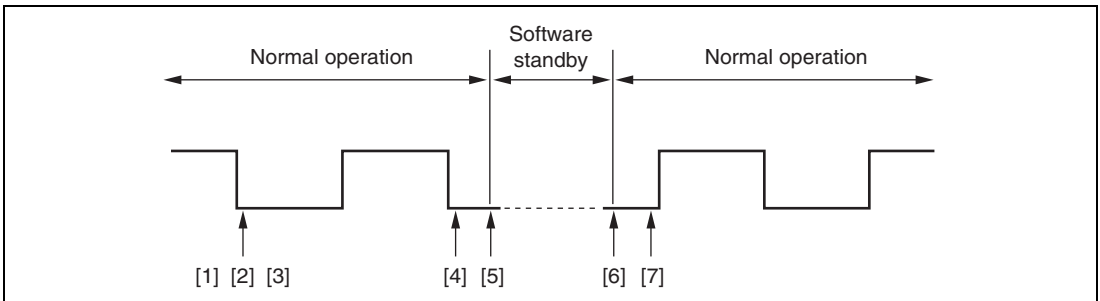 Software
standby
Normal operation
Normal operation
[1] [2] [3]
[4] [5]
[6] [7]